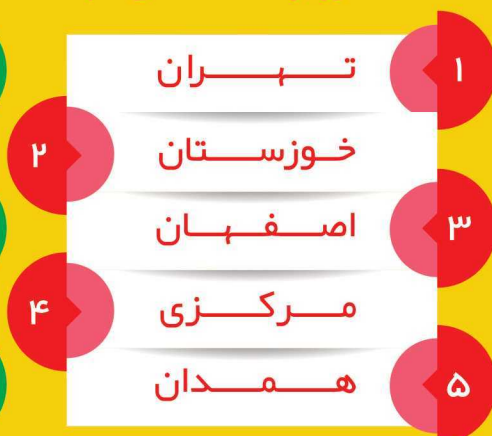 ۱ تهران
۲ خوزستان
۳ اصفهان
۴ مرکزی
۵ همدان